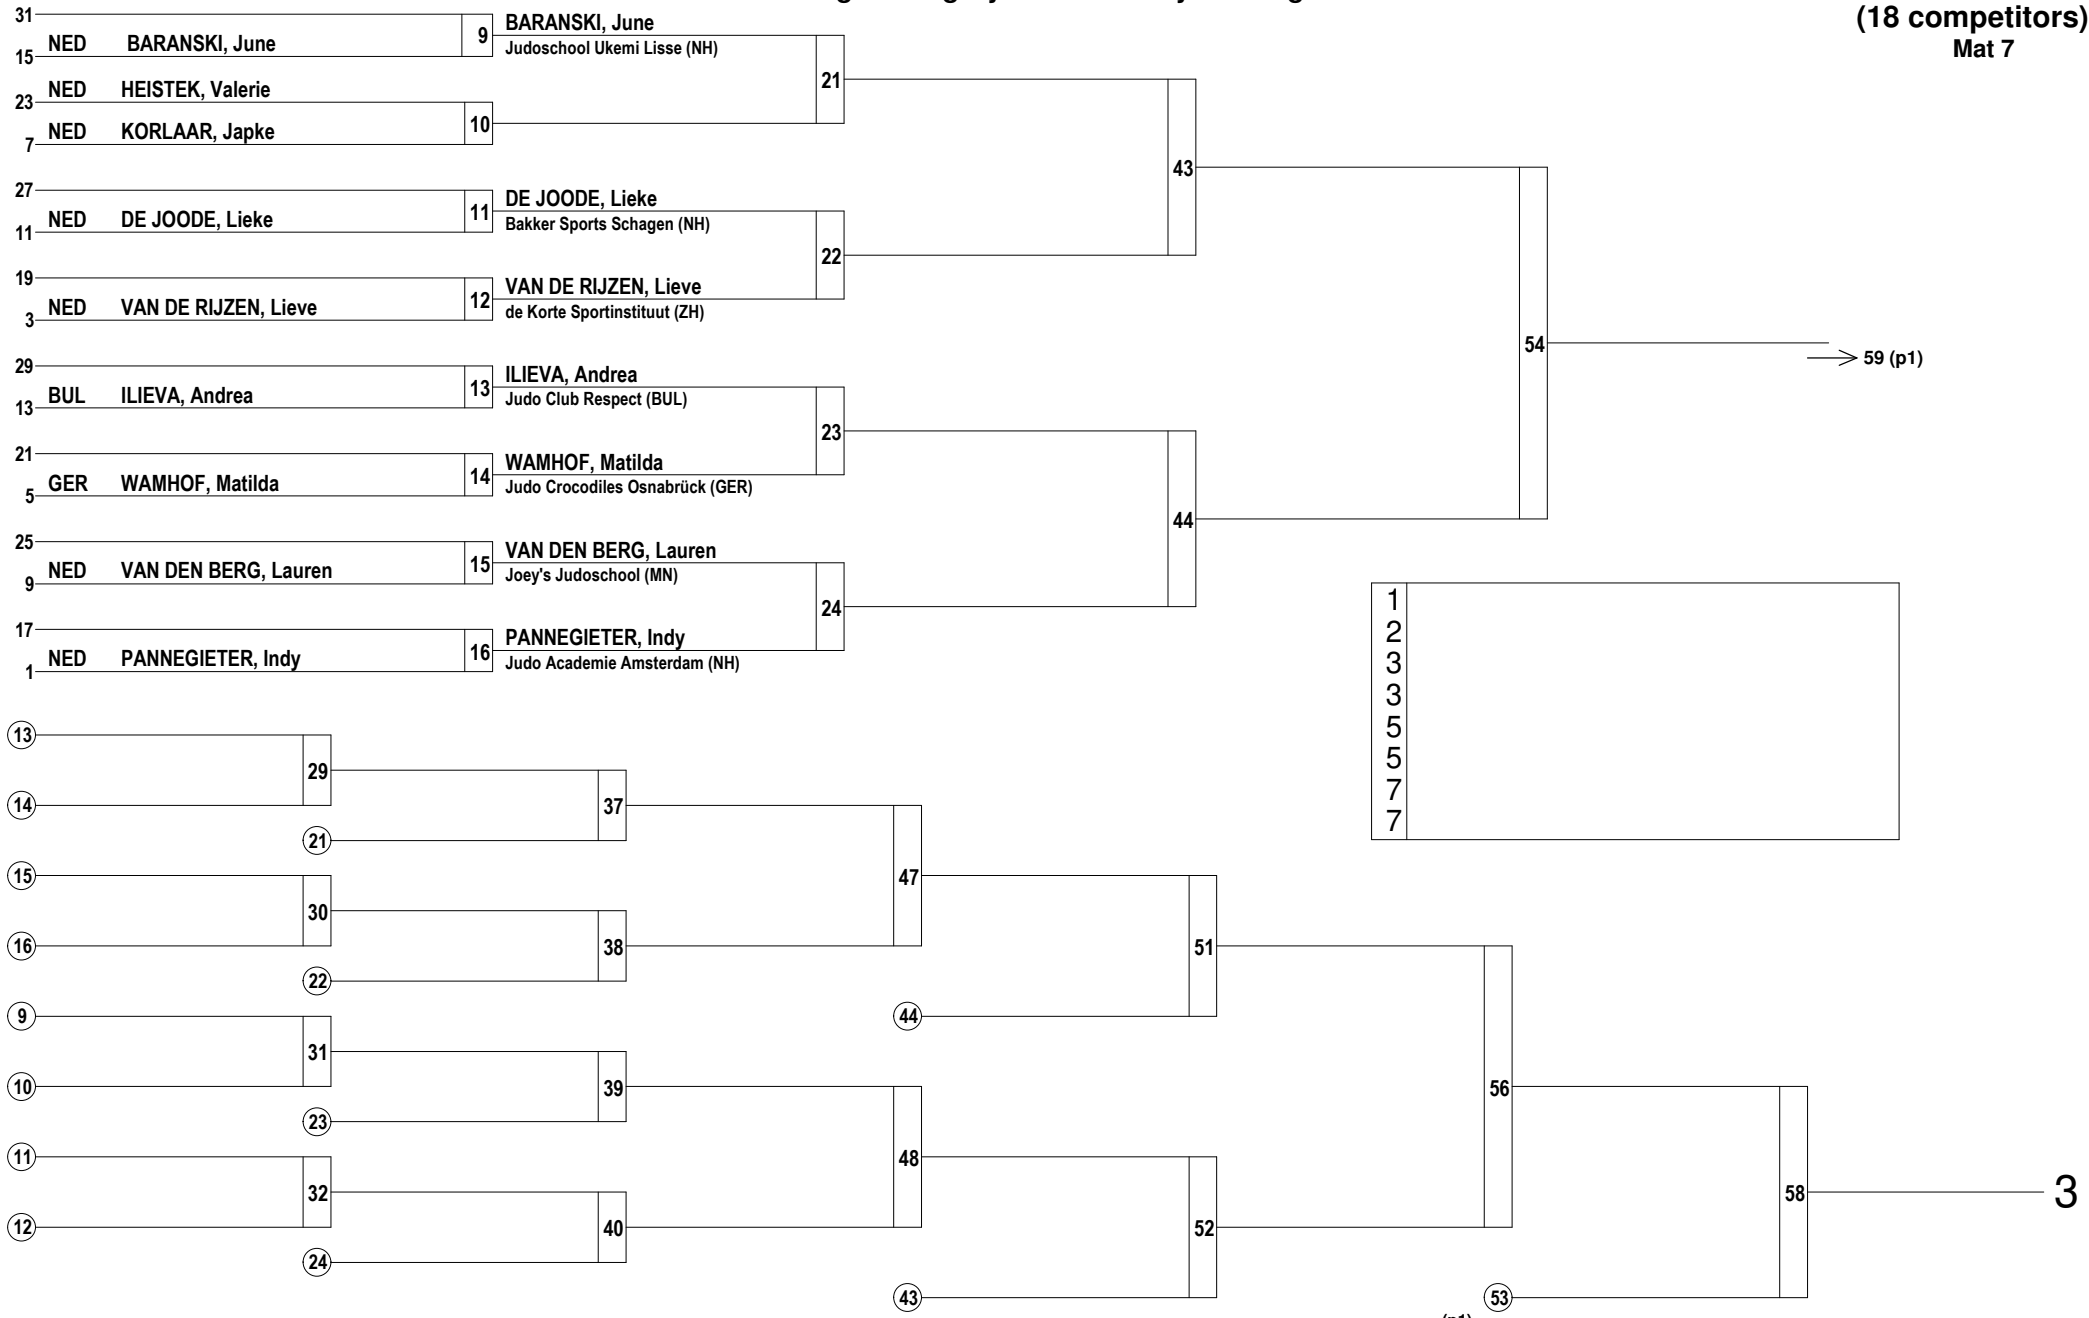 (18 competitors)
Mat 7
31
15 NED BARANSKI, June
9
BARANSKI, June
Judoschool Ukemi Lisse (NH)
21
23 NED HEISTEK, Valerie
7 NED KORLAAR, Japke
10
43
27
11 NED DE JOODE, Lieke
11
DE JOODE, Lieke
Bakker Sports Schagen (NH)
22
19
3 NED VAN DE RIJZEN, Lieve
12
VAN DE RIJZEN, Lieve
de Korte Sportinstituut (ZH)
54
59 (p1)
29
13 BUL ILIEVA, Andrea
13
ILIEVA, Andrea
Judo Club Respect (BUL)
23
21
5 GER WAMHOF, Matilda
14
WAMHOF, Matilda
Judo Crocodiles Osnabrück (GER)
44
25
9 NED VAN DEN BERG, Lauren
15
VAN DEN BERG, Lauren
Joey's Judoschool (MN)
24
17
1 NED PANNEGIETER, Indy
16
PANNEGIETER, Indy
Judo Academie Amsterdam (NH)
1
2
3
3
5
5
7
7
13
29
14
37
21
15
47
30
16
38
51
22
9
44
31
10
39
56
23
11
48
32
58
3
12
40
52
24
43
53